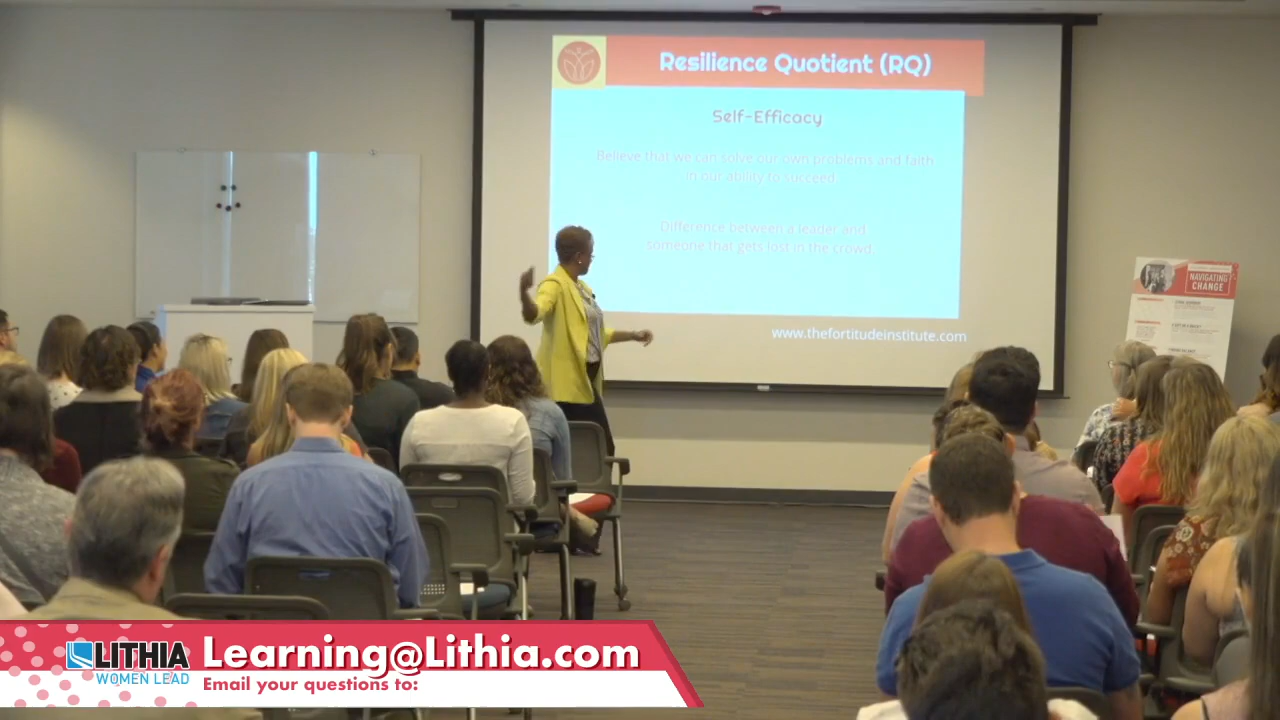 Resilience Quotient (RQ)
Self-Efficacy
Believe that we can solve our own problems and faith
in our ability to succeed.
Difference between a leader and
someone that gets lost in the crowd.
www.thefortitudeinstitute.com
NAVIGATING
CHANGE
LITHIA
WOMEN LEAD
Learning@Lithia.com
Email your questions to: